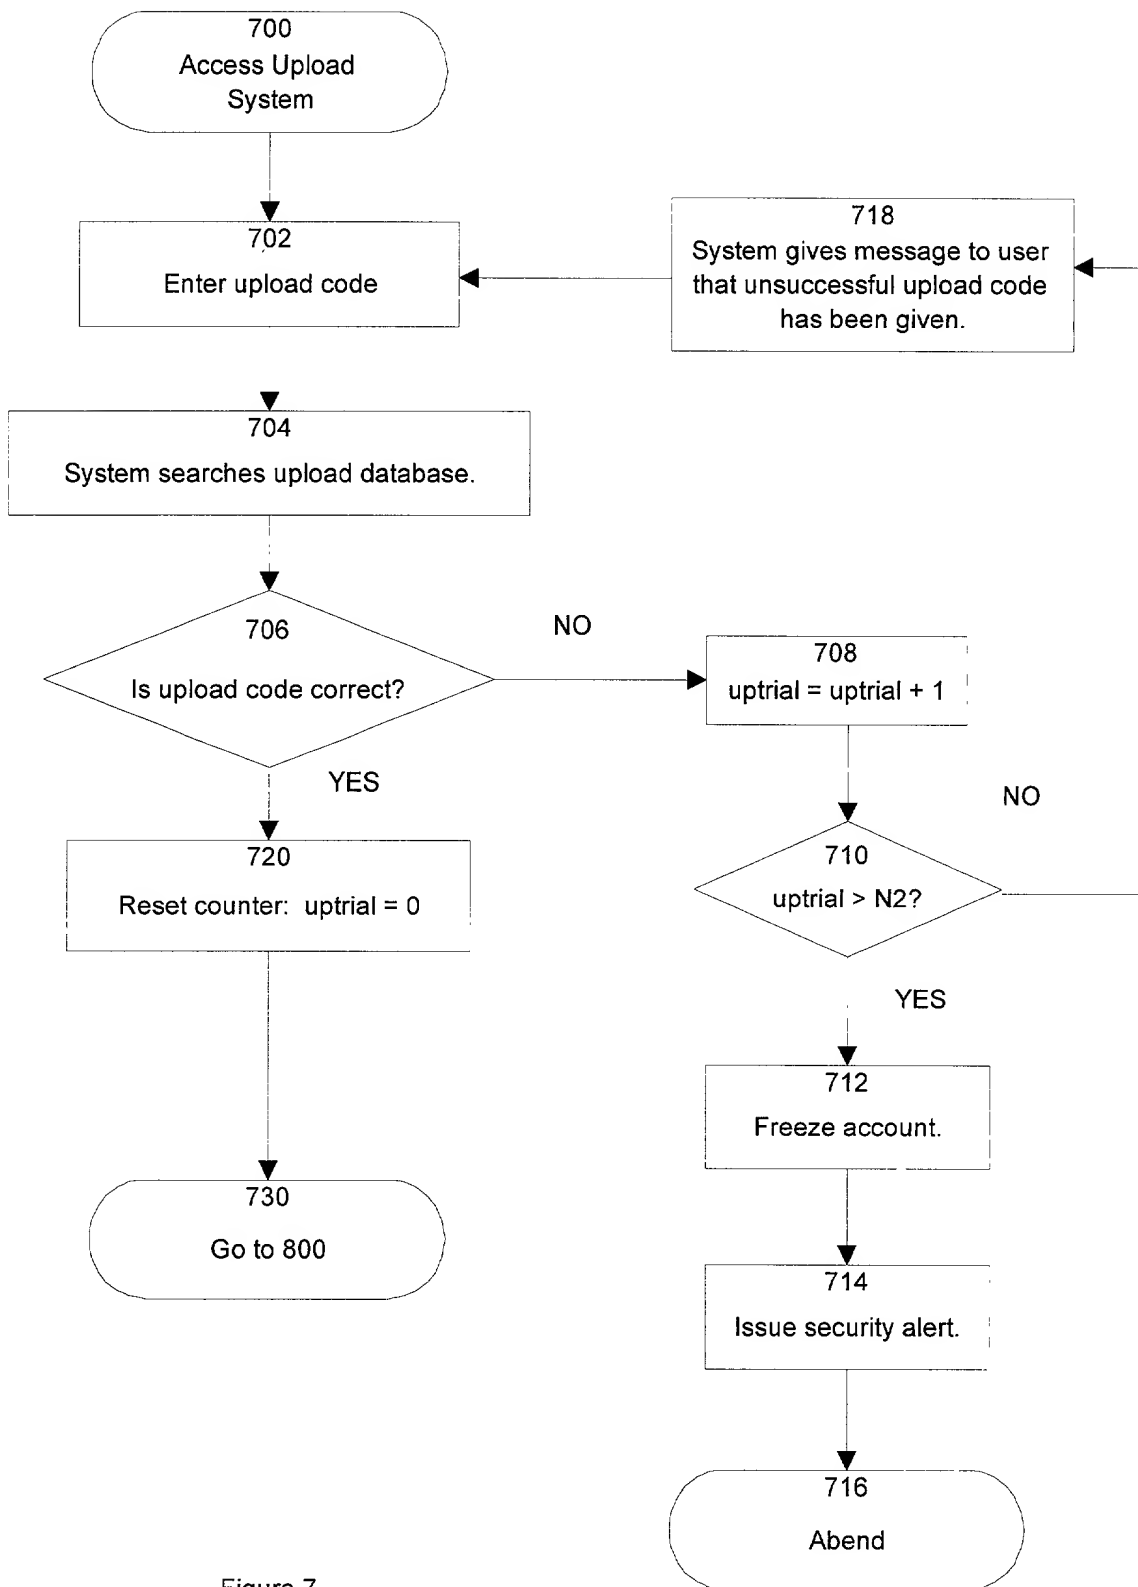 700
Access Upload
System
702
Enter upload code
718
System gives message to user
that unsuccessful upload code
has been given.
704
System searches upload database.
706
Is upload code correct?
NO
708
uptrial = uptrial + 1
YES
NO
720
Reset counter: uptrial = 0
710
uptrial > N2?
YES
712
Freeze account.
730
Go to 800
714
Issue security alert.
716
Abend
Figure 7